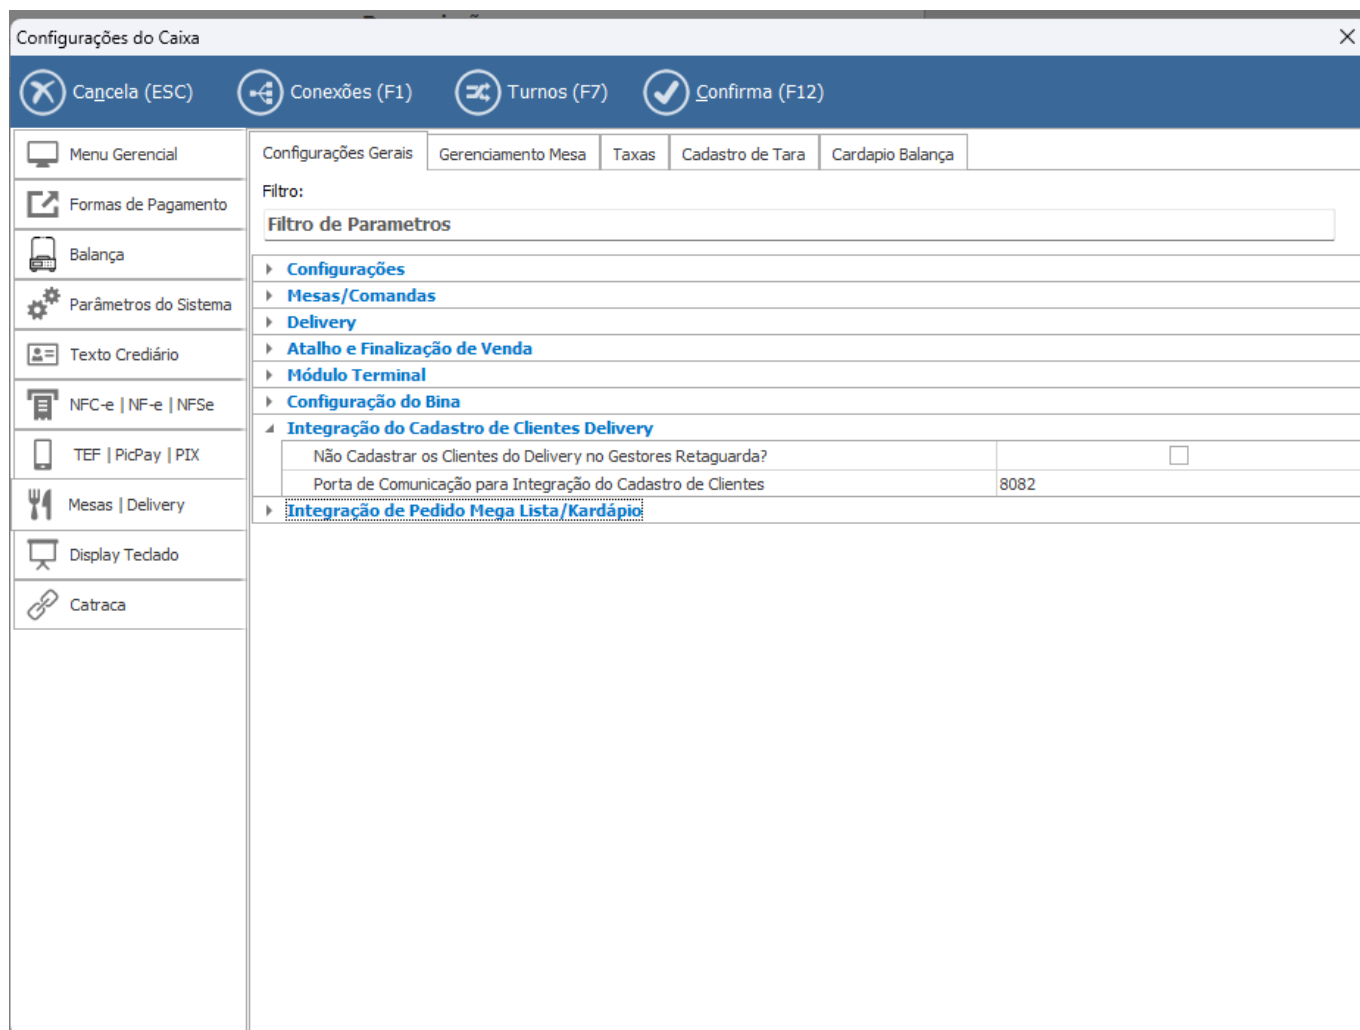 Configurações do Caixa
Cancela (ESC)
Conexões (F1)
Turnos (F7)
Confirma (F12)
Menu Gerencial
Formas de Pagamento
Balança
Parâmetros do Sistema
Texto Crediário
NFC-e | NF-e | NFSe
TEF | PicPay | PIX
Mesas | Delivery
Display Teclado
Catraca
Configurações Gerais
Gerenciamento Mesa
Taxas
Cadastro de Tara
Cardapio Balança
Filtro:
Filtro de Parametros
Configurações
Mesas/Comandas
Delivery
Atalho e Finalização de Venda
Módulo Terminal
Configuração do Bina
Integração do Cadastro de Clientes Delivery
Não Cadastrar os Clientes do Delivery no Gestores Retaguarda?
Porta de Comunicação para Integração do Cadastro de Clientes 8082
Integração de Pedido Mega Lista/Kardápio